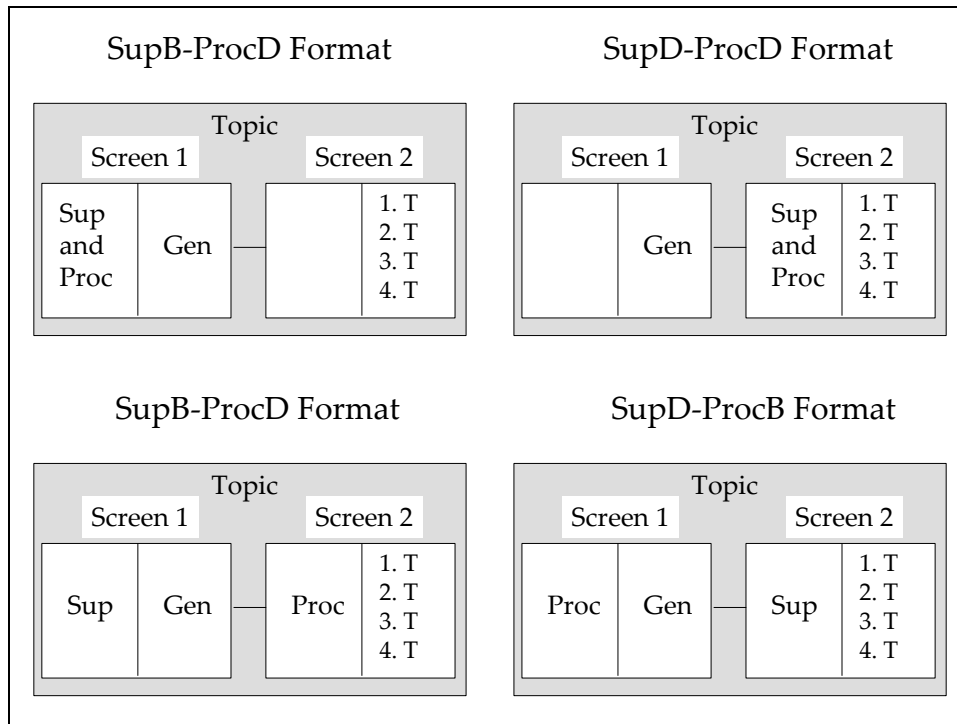 SupB-ProcD Format
Topic
Screen 1
Screen 2
Sup
and
Proc
Gen
1. T
2. T
3. T
4. T
SupD-ProcD Format
Topic
Screen 1
Screen 2
Gen
Sup
and
Proc
1. T
2. T
3. T
4. T
SupB-ProcD Format
Topic
Screen 1
Screen 2
Sup
Gen
Proc
1. T
2. T
3. T
4. T
SupD-ProcB Format
Topic
Screen 1
Screen 2
Proc
Gen
Sup
1. T
2. T
3. T
4. T